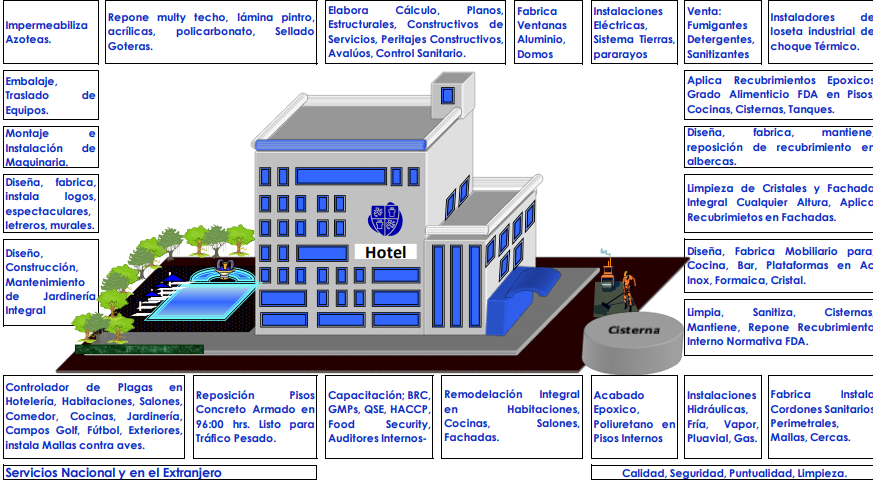 Impermeabiliza
Azoteas.
Repone multy techo, lámina pintro,
acrílicas, policarbonato, Sellado
Goteras.
Elabora Cálculo, Planos,
Estructurales, Constructivos de
Servicios, Peritajes Constructivos,
Avalúos, Control Sanitario.
Fabrica
Ventanas
Aluminio,
Domos
Instalaciones
Eléctricas,
Sistema Tierras,
pararayos
Venta:
Fumigantes
Detergentes,
Sanitizantes
Instaladores de
loseta industrial de
choque Térmico.
Embalaje,
Traslado de
Equipos.
Montaje e
Instalación de
Maquinaria.
Diseña, fabrica,
instala logos,
espectaculares,
letreros, murales.
Diseño,
Construcción,
Mantenimiento
de Jardinería
Integral
Hotel
Cisterna
Aplica Recubrimientos Epoxicos
Grado Alimenticio FDA en Pisos,
Cocinas, Cisternas, Tanques.
Diseña, fabrica, mantiene,
reposición de recubrimiento en
albercas.
Limpieza de Cristales y Fachada
Integral Cualquier Altura, Aplica
Recubrimietos en Fachadas.
Diseña, Fabrica Mobiliario para
Cocina, Bar, Plataformas en Ac
Inox, Formaica, Cristal.
Limpia, Sanitiza, Cisternas,
Mantiene, Repone Recubrimiento
Interno Normativa FDA.
Controlador de Plagas en
Hotelería, Habitaciones, Salones,
Comedor, Cocinas, Jardinería,
Campos Golf, Fútbol, Exteriores,
instala Mallas contra aves.
Reposición Pisos
Concreto Armado en
96:00 hrs. Listo para
Tráfico Pesado.
Capacitación; BRC,
GMPs, QSE, HACCP,
Food Security,
Auditores Internos-
Remodelación Integral
en Habitaciones,
Cocinas, Salones,
Fachadas.
Acabado
Epoxico,
Poliuretano en
Pisos Internos
Instalaciones
Hidráulicas,
Fría, Vapor,
Pluavial, Gas.
Fabrica Instala
Cordones Sanitarios
Perimetrales,
Mallas, Cercas.
Servicios Nacional y en el Extranjero
Calidad, Seguridad, Puntualidad, Limpieza.